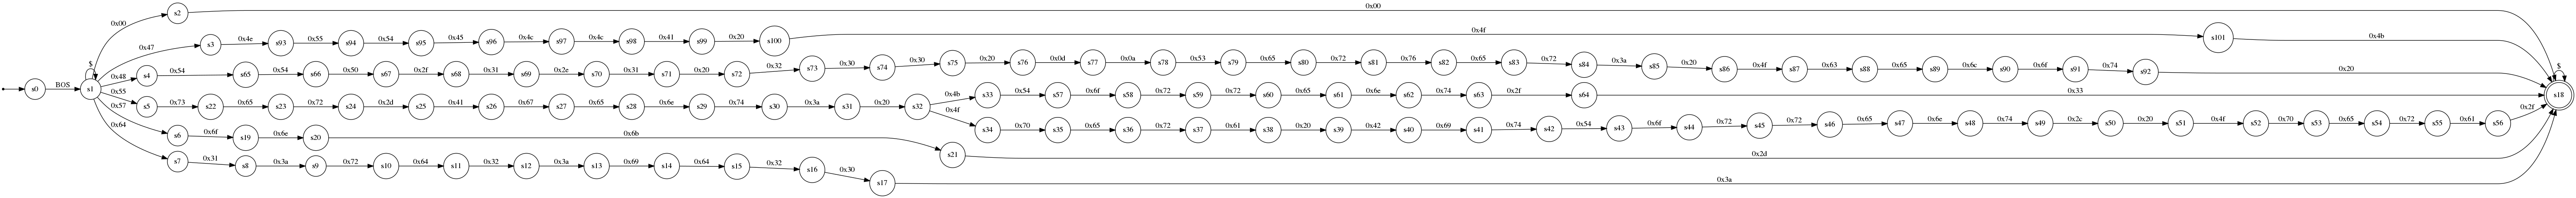 s2 0x00
0x00
0x47 s3 0x4e s93 0x55 s94 0x54 s95 0x45 s96 0x4c s97 0x4c s98 0x41 s99 0x20 s100 0x4f s101 0x4b
$ 0x48 s4 0x54 s65 0x54 s66 0x50 s67 0x2f s68 0x31 s69 0x2e s70 0x31 s71 0x20 s72 0x32 s73 0x30 s74 0x30 s75 0x20 s76 0x0d s77 0x0a s78 0x53 s79 0x65 s80 0x72 s81 0x76 s82 0x65 s83 0x72 s84 0x3a s85 0x20 s86 0x4f s87 0x63 s88 0x65 s89 0x6c s90 0x6f s91 0x74 s92 0x20 $
s0 BOS s1 s18
0x55 s5 0x73 s22 0x65 s23 0x72 s24 0x2d s25 0x41 s26 0x67 s27 0x65 s28 0x6e s29 0x74 s30 0x3a s31 0x20 s32 0x4b s33 0x54 s57 0x6f s58 0x72 s59 0x72 s60 0x65 s61 0x6e s62 0x74 s63 0x2f s64 0x33
0x4f s34 0x70 s35 0x65 s36 0x72 s37 0x61 s38 0x20 s39 0x42 s40 0x69 s41 0x74 s42 0x54 s43 0x6f s44 0x72 s45 0x72 s46 0x65 s47 0x6e s48 0x74 s49 0x2c s50 0x20 s51 0x4f s52 0x70 s53 0x65 s54 0x72 s55 0x61 s56 0x2f
0x57 s6 0x6f s19 0x6e s20 0x6b s21 0x2d
0x64 s7 0x31 s8 0x3a s9 0x72 s10 0x64 s11 0x32 s12 0x3a s13 0x69 s14 0x64 s15 0x32 s16 0x30 s17 0x3a